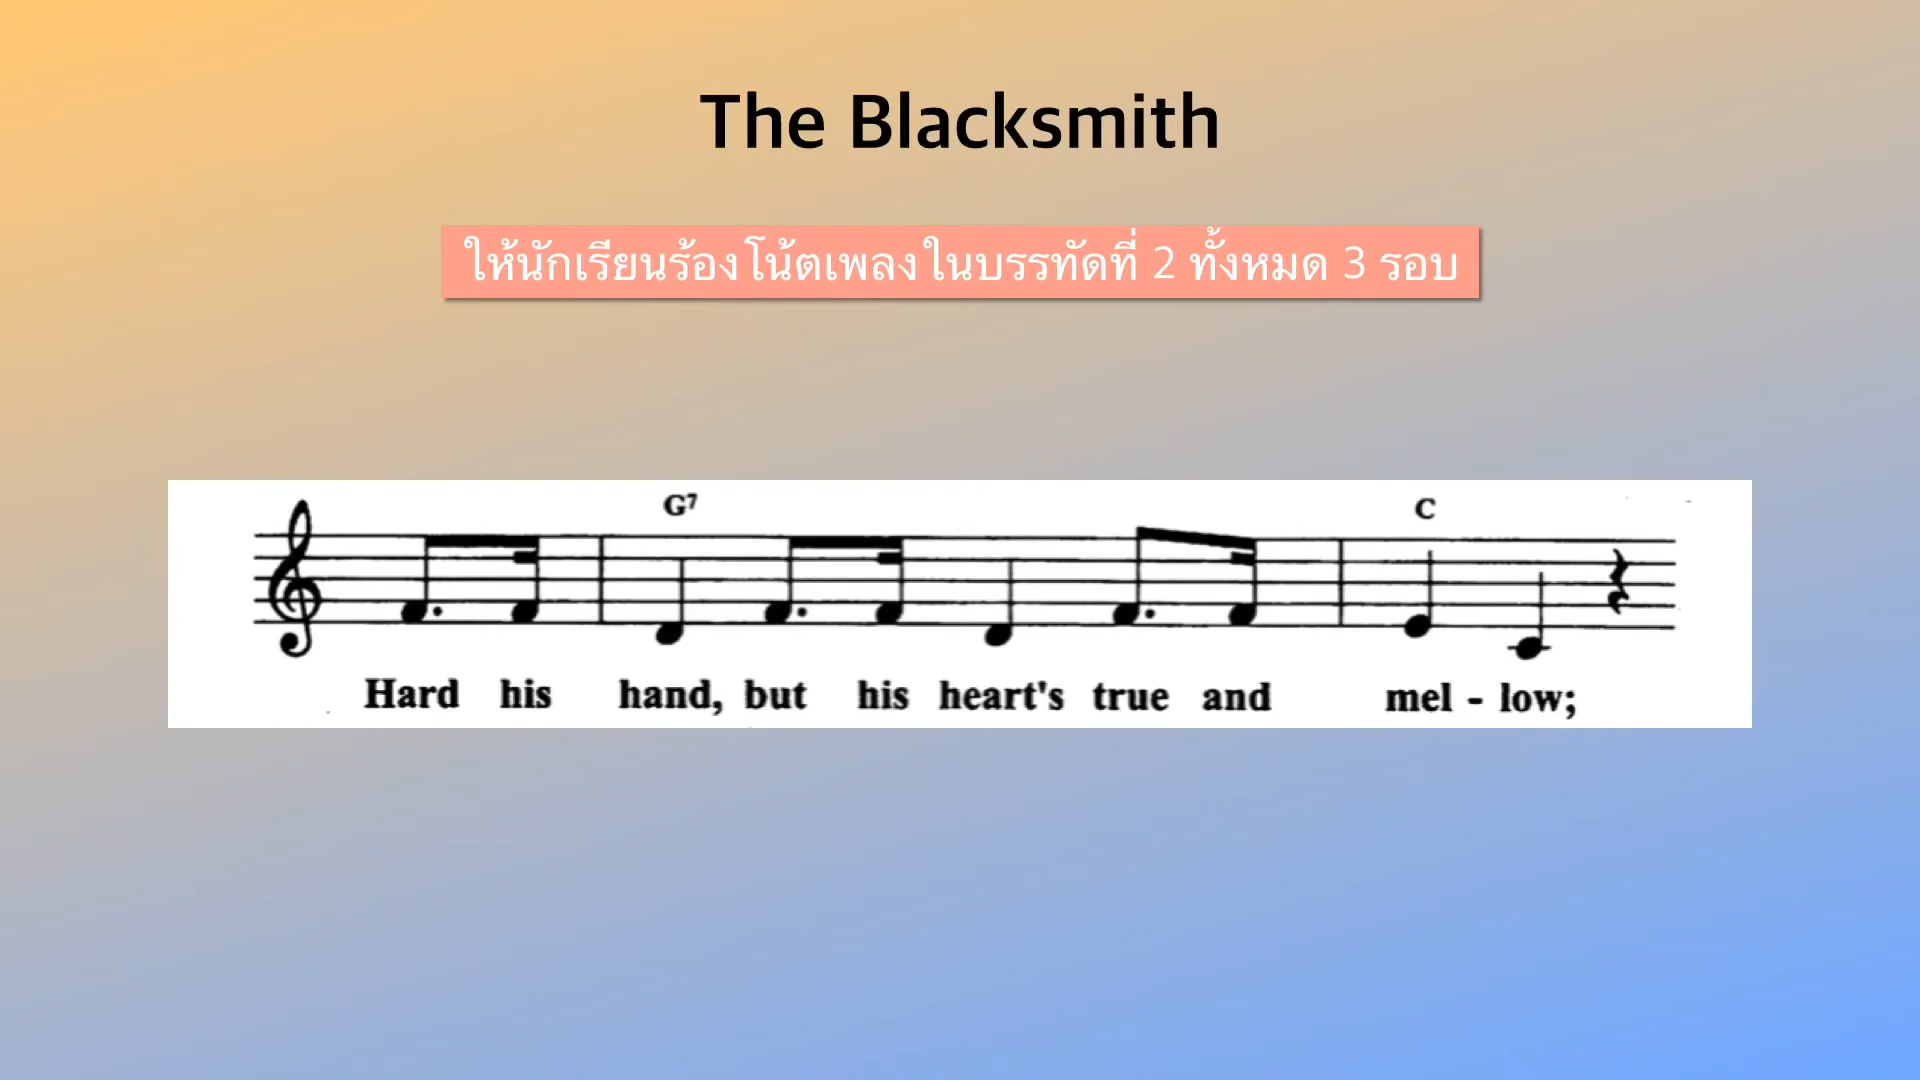 The Blacksmith
ให้นักเรียนร้องโน้ตเพลงในบรรทัดที่ 2 ทั้งหมด 3 รอบ
G7 C
Hard his hand, but his heart's true and mel - low;